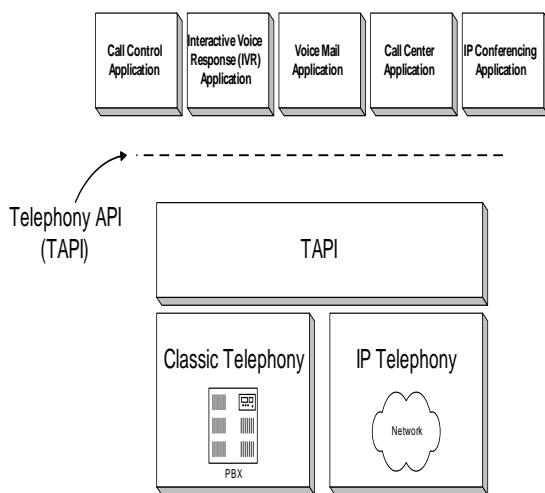 Call Control
Application
Interactive Voice
Response (IVR)
Application
Voice Mail
Application
Call Center
Application
IP Conferencing
Application
Telephony API
(TAPI)
TAPI
Classic Telephony
PBX
IP Telephony
Network